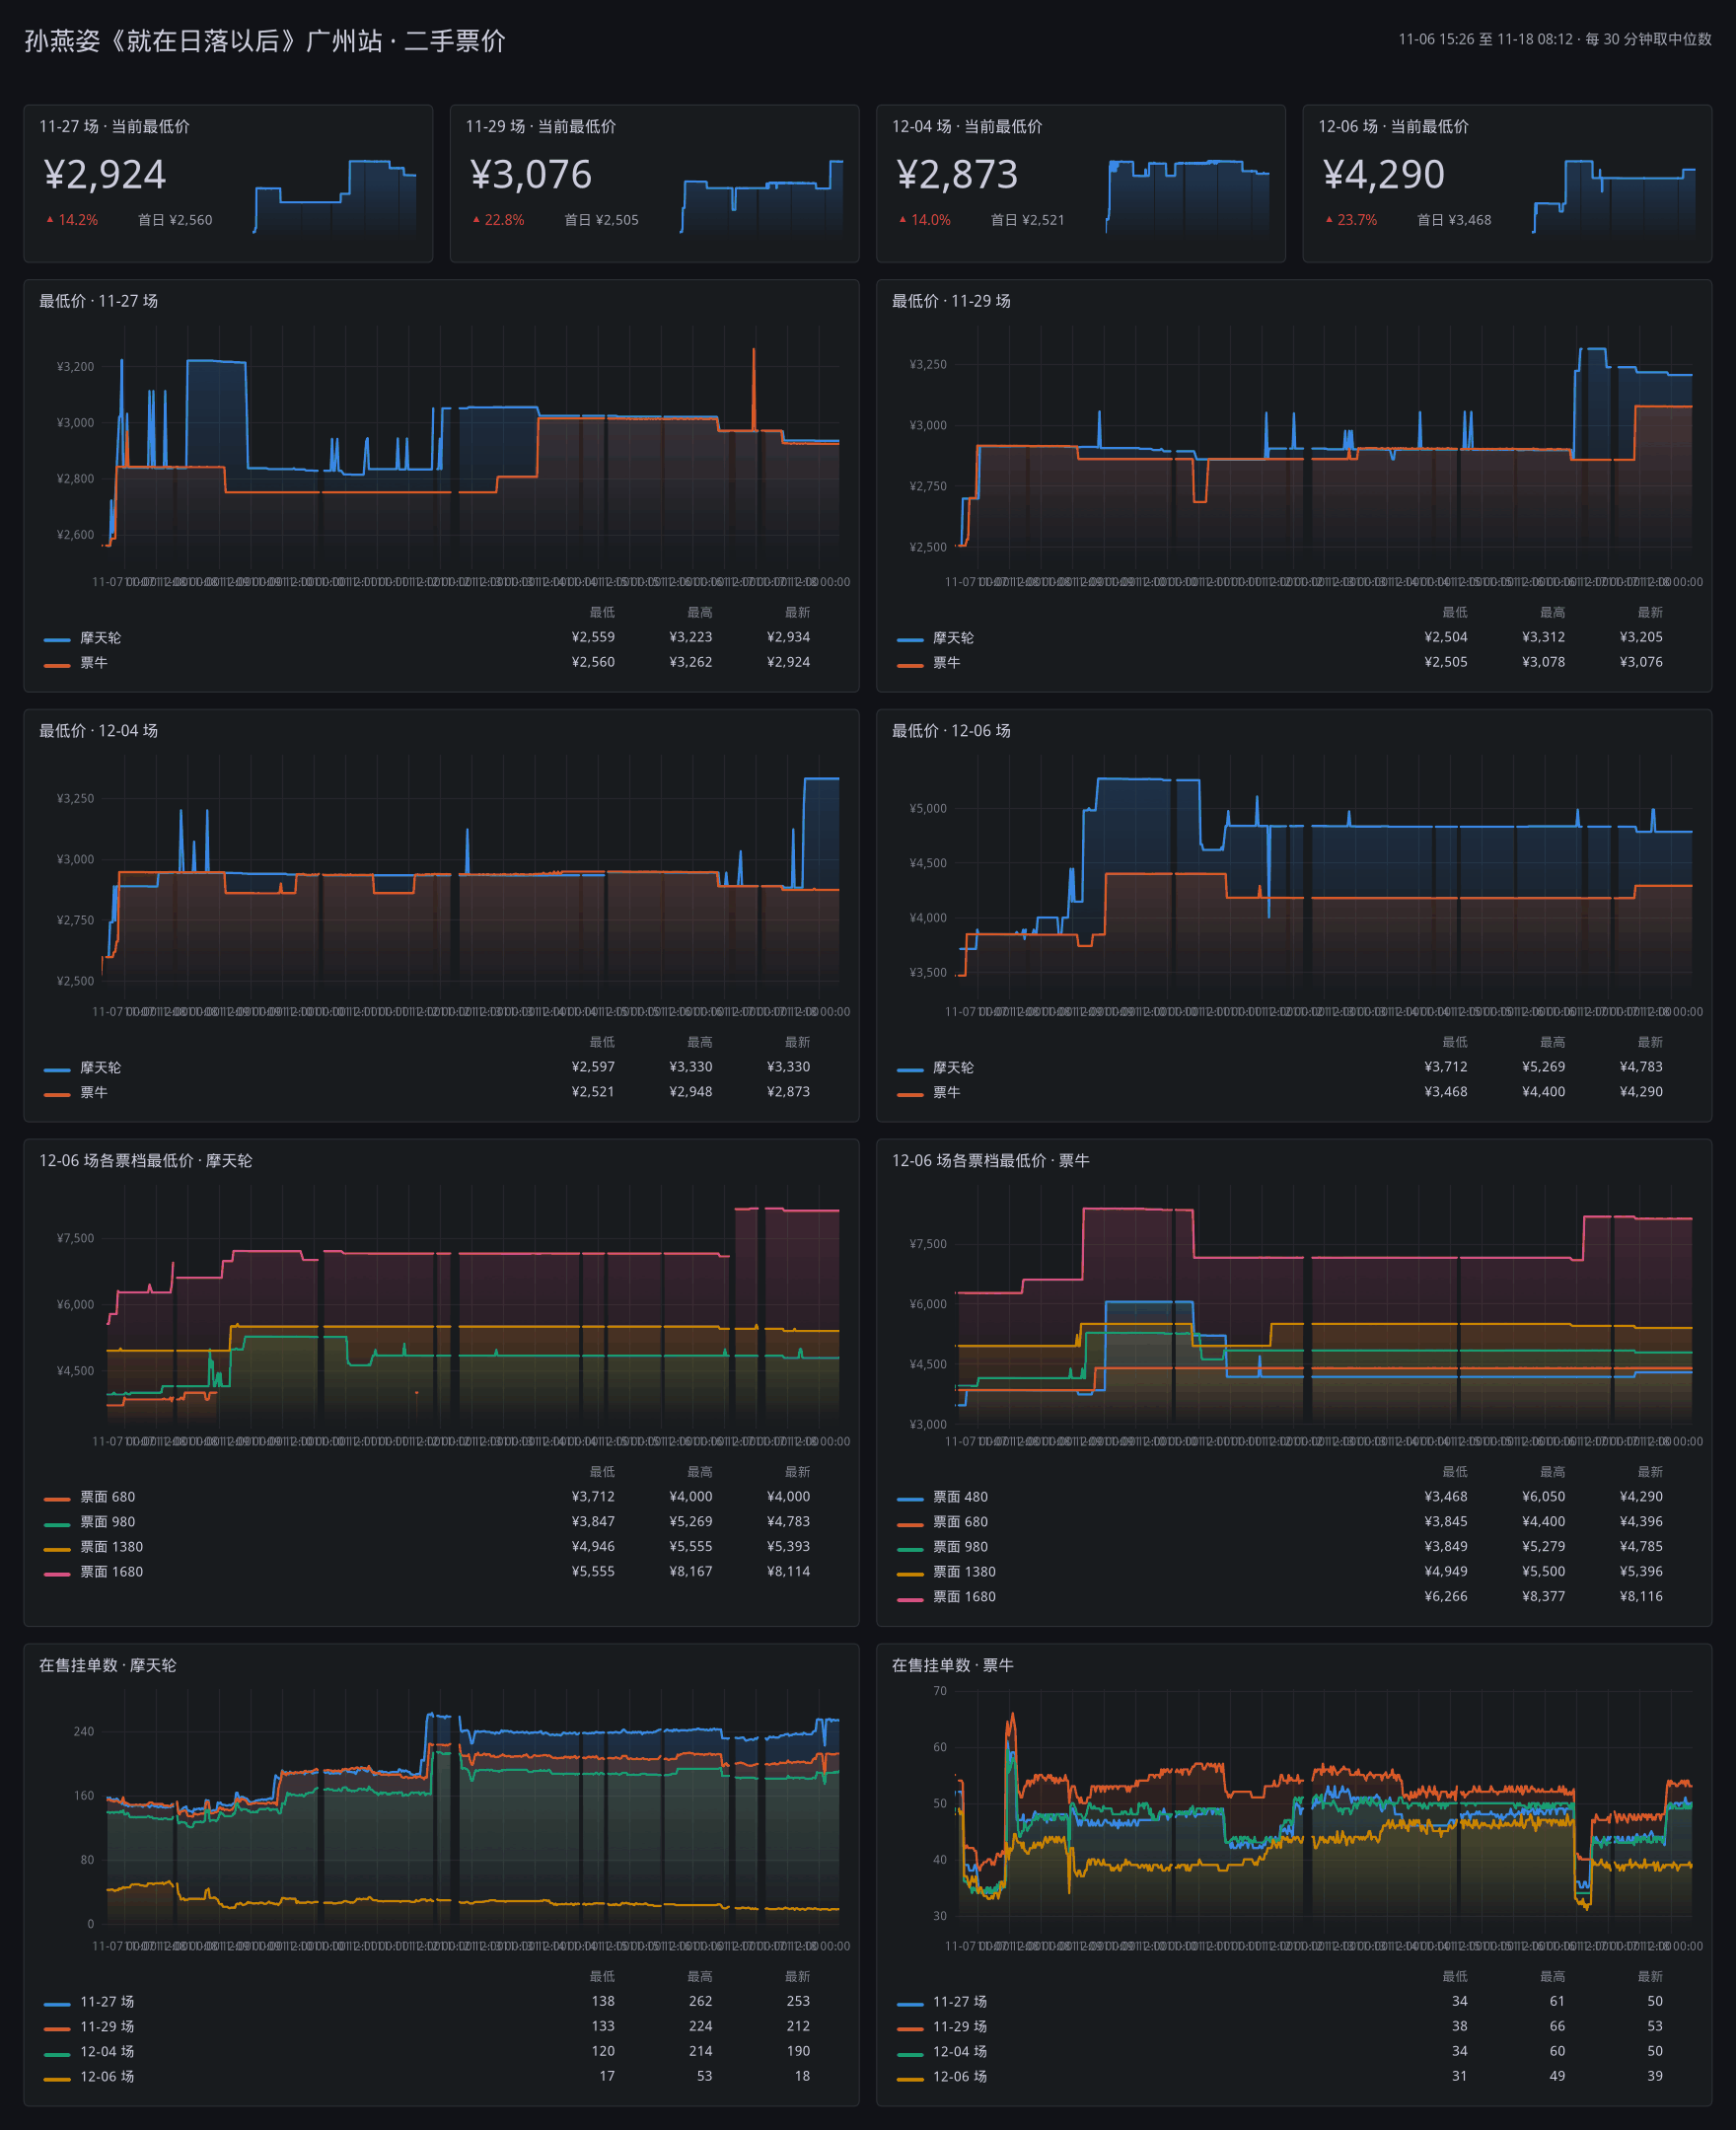 孙燕姿《就在日落以后》广州站 · 二手票价
11-06 15:26 至 11-18 08:12 · 每 30 分钟取中位数
11-27 场 · 当前最低价
¥2,924
▲ 14.2% 首日 ¥2,560
11-29 场 · 当前最低价
¥3,076
▲ 22.8% 首日 ¥2,505
12-04 场 · 当前最低价
¥2,873
▲ 14.0% 首日 ¥2,521
12-06 场 · 当前最低价
¥4,290
▲ 23.7% 首日 ¥3,468
最低价 · 11-27 场
¥3,200
¥3,000
¥2,800
¥2,600
最低 最高 最新
摩天轮 ¥2,559 ¥3,223 ¥2,934
票牛 ¥2,560 ¥3,262 ¥2,924
最低价 · 11-29 场
¥3,250
¥3,000
¥2,750
¥2,500
最低 最高 最新
摩天轮 ¥2,504 ¥3,312 ¥3,205
票牛 ¥2,505 ¥3,078 ¥3,076
最低价 · 12-04 场
¥3,250
¥3,000
¥2,750
¥2,500
最低 最高 最新
摩天轮 ¥2,597 ¥3,330 ¥3,330
票牛 ¥2,521 ¥2,948 ¥2,873
最低价 · 12-06 场
¥5,000
¥4,500
¥4,000
¥3,500
最低 最高 最新
摩天轮 ¥3,712 ¥5,269 ¥4,783
票牛 ¥3,468 ¥4,400 ¥4,290
12-06 场各票档最低价 · 摩天轮
¥7,500
¥6,000
¥4,500
最低 最高 最新
票面 680 ¥3,712 ¥4,000 ¥4,000
票面 980 ¥3,847 ¥5,269 ¥4,783
票面 1380 ¥4,946 ¥5,555 ¥5,393
票面 1680 ¥5,555 ¥8,167 ¥8,114
12-06 场各票档最低价 · 票牛
¥7,500
¥6,000
¥4,500
¥3,000
最低 最高 最新
票面 480 ¥3,468 ¥6,050 ¥4,290
票面 680 ¥3,845 ¥4,400 ¥4,396
票面 980 ¥3,849 ¥5,279 ¥4,785
票面 1380 ¥4,949 ¥5,500 ¥5,396
票面 1680 ¥6,266 ¥8,377 ¥8,116
在售挂单数 · 摩天轮
240
160
80
0
最低 最高 最新
11-27 场 138 262 253
11-29 场 133 224 212
12-04 场 120 214 190
12-06 场 17 53 18
在售挂单数 · 票牛
70
60
50
40
30
最低 最高 最新
11-27 场 34 61 50
11-29 场 38 66 53
12-04 场 34 60 50
12-06 场 31 49 39